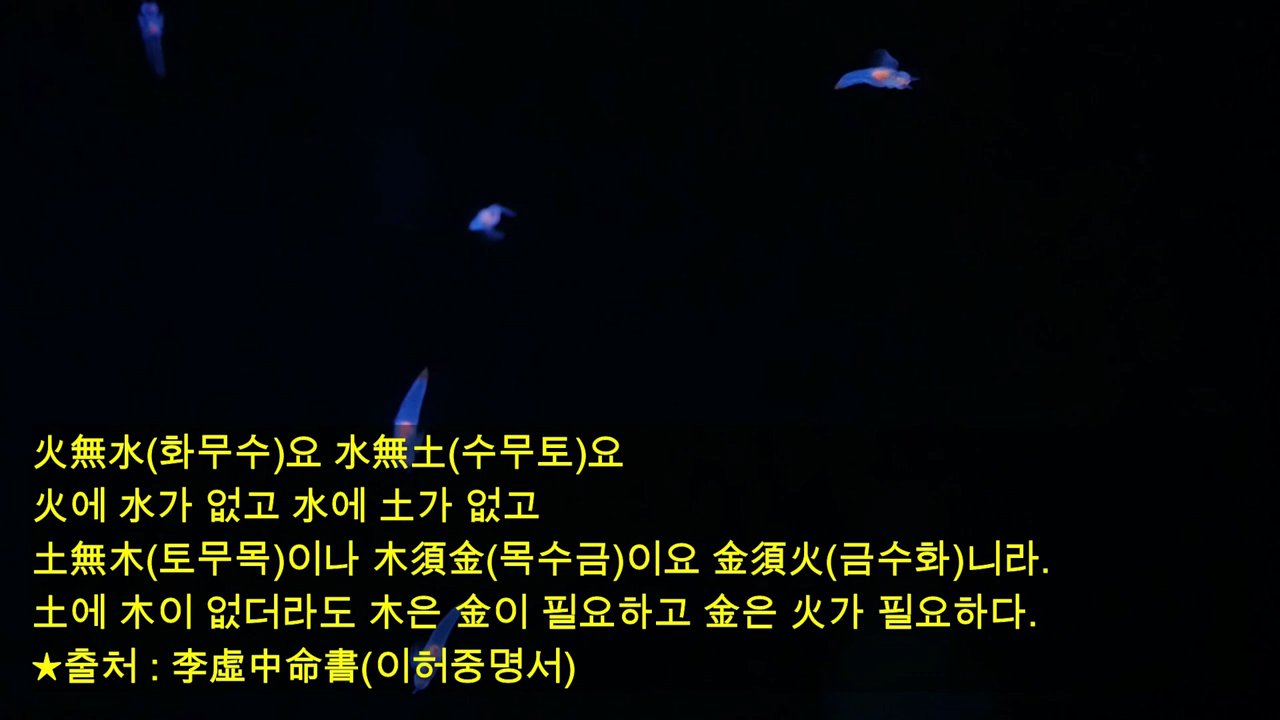 火無水(화무수)요 水無土(수무토)요
火에 水가 없고 水에 土가 없고
土無木(토무목)이나 木須金(목수금)이요 金須火(금수화)니라.
土에 木이 없더라도 木은 金이 필요하고 金은 火가 필요하다.
★출처 : 李虛中命書(이허중명서)